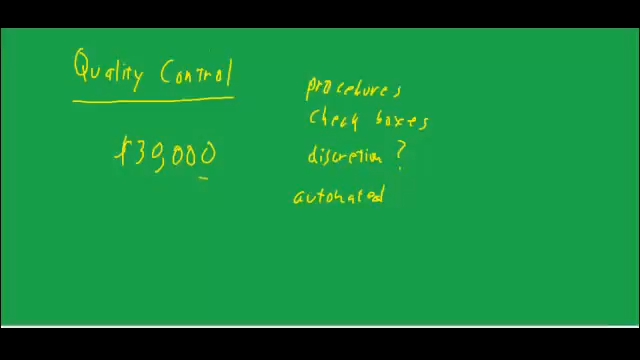 Quality Control
$30,000
procedures
check boxes
discretion ?
automated